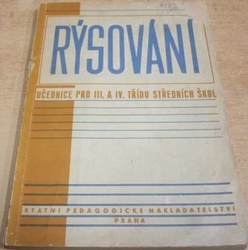 RÝSOVÁNÍ
UČEBNICE PRO III. A IV. TŘÍDU STŘEDNÍCH ŠKOL
STÁTNÍ PEDAGOGICKÉ NAKLADATELSTVÍ
PRAHA